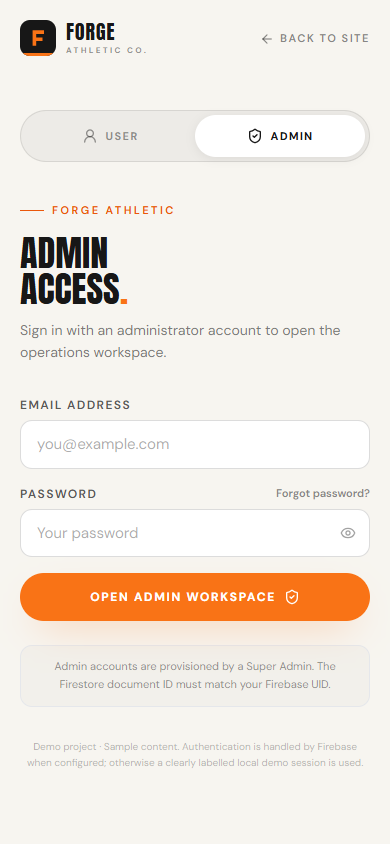 F
FORGE
ATHLETIC CO.
← BACK TO SITE
USER
ADMIN
FORGE ATHLETIC
ADMIN
ACCESS.
Sign in with an administrator account to open the
operations workspace.
EMAIL ADDRESS
you@example.com
PASSWORD
Forgot password?
Your password
OPEN ADMIN WORKSPACE
Admin accounts are provisioned by a Super Admin. The
Firestore document ID must match your Firebase UID.
Demo project · Sample content. Authentication is handled by Firebase
when configured; otherwise a clearly labelled local demo session is used.